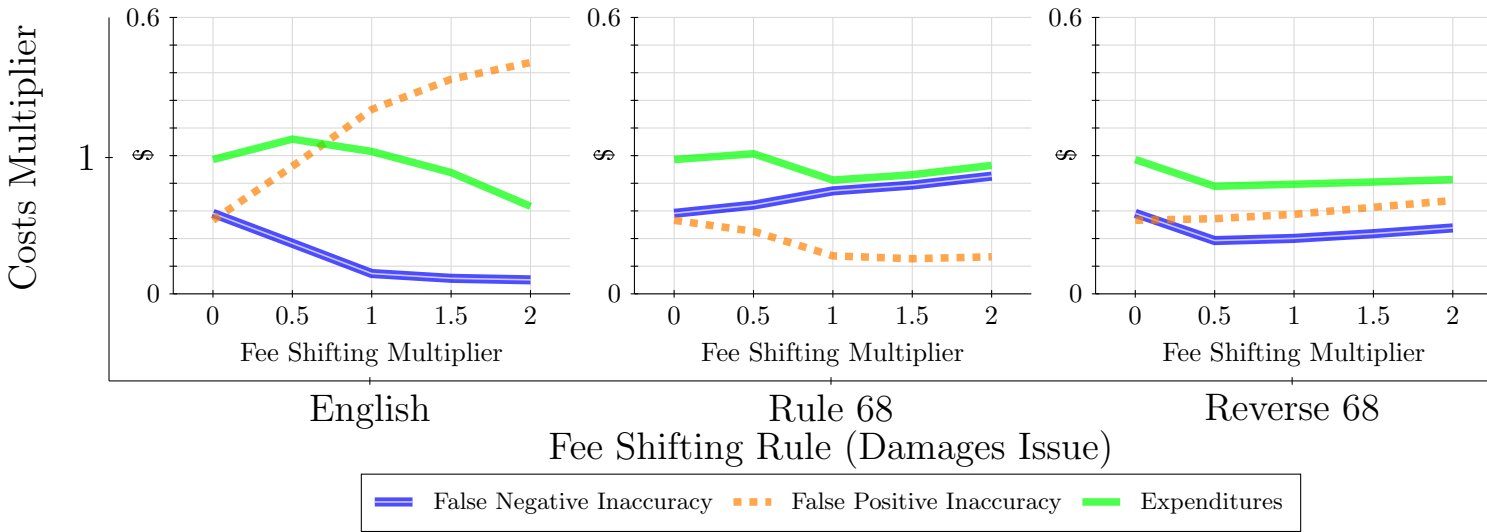 Costs Multiplier
1
0.6
$
0
0 0.5 1 1.5 2
Fee Shifting Multiplier
0.6
$
0
0 0.5 1 1.5 2
Fee Shifting Multiplier
0.6
$
0
0 0.5 1 1.5 2
Fee Shifting Multiplier
English Rule 68 Reverse 68
Fee Shifting Rule (Damages Issue)
False Negative Inaccuracy False Positive Inaccuracy Expenditures